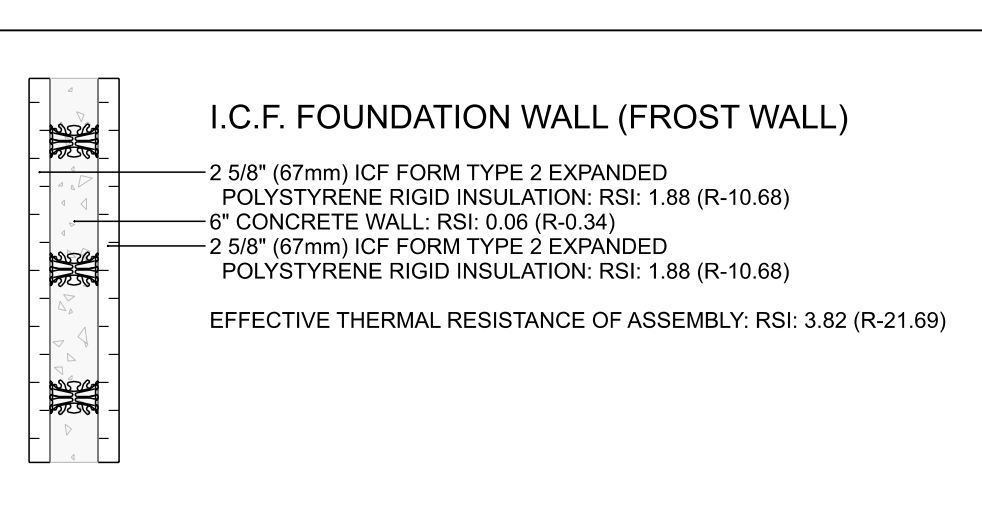 I.C.F. FOUNDATION WALL (FROST WALL)
2 5/8" (67mm) ICF FORM TYPE 2 EXPANDED
POLYSTYRENE RIGID INSULATION: RSI: 1.88 (R-10.68)
6" CONCRETE WALL: RSI: 0.06 (R-0.34)
2 5/8" (67mm) ICF FORM TYPE 2 EXPANDED
POLYSTYRENE RIGID INSULATION: RSI: 1.88 (R-10.68)
EFFECTIVE THERMAL RESISTANCE OF ASSEMBLY: RSI: 3.82 (R-21.69)